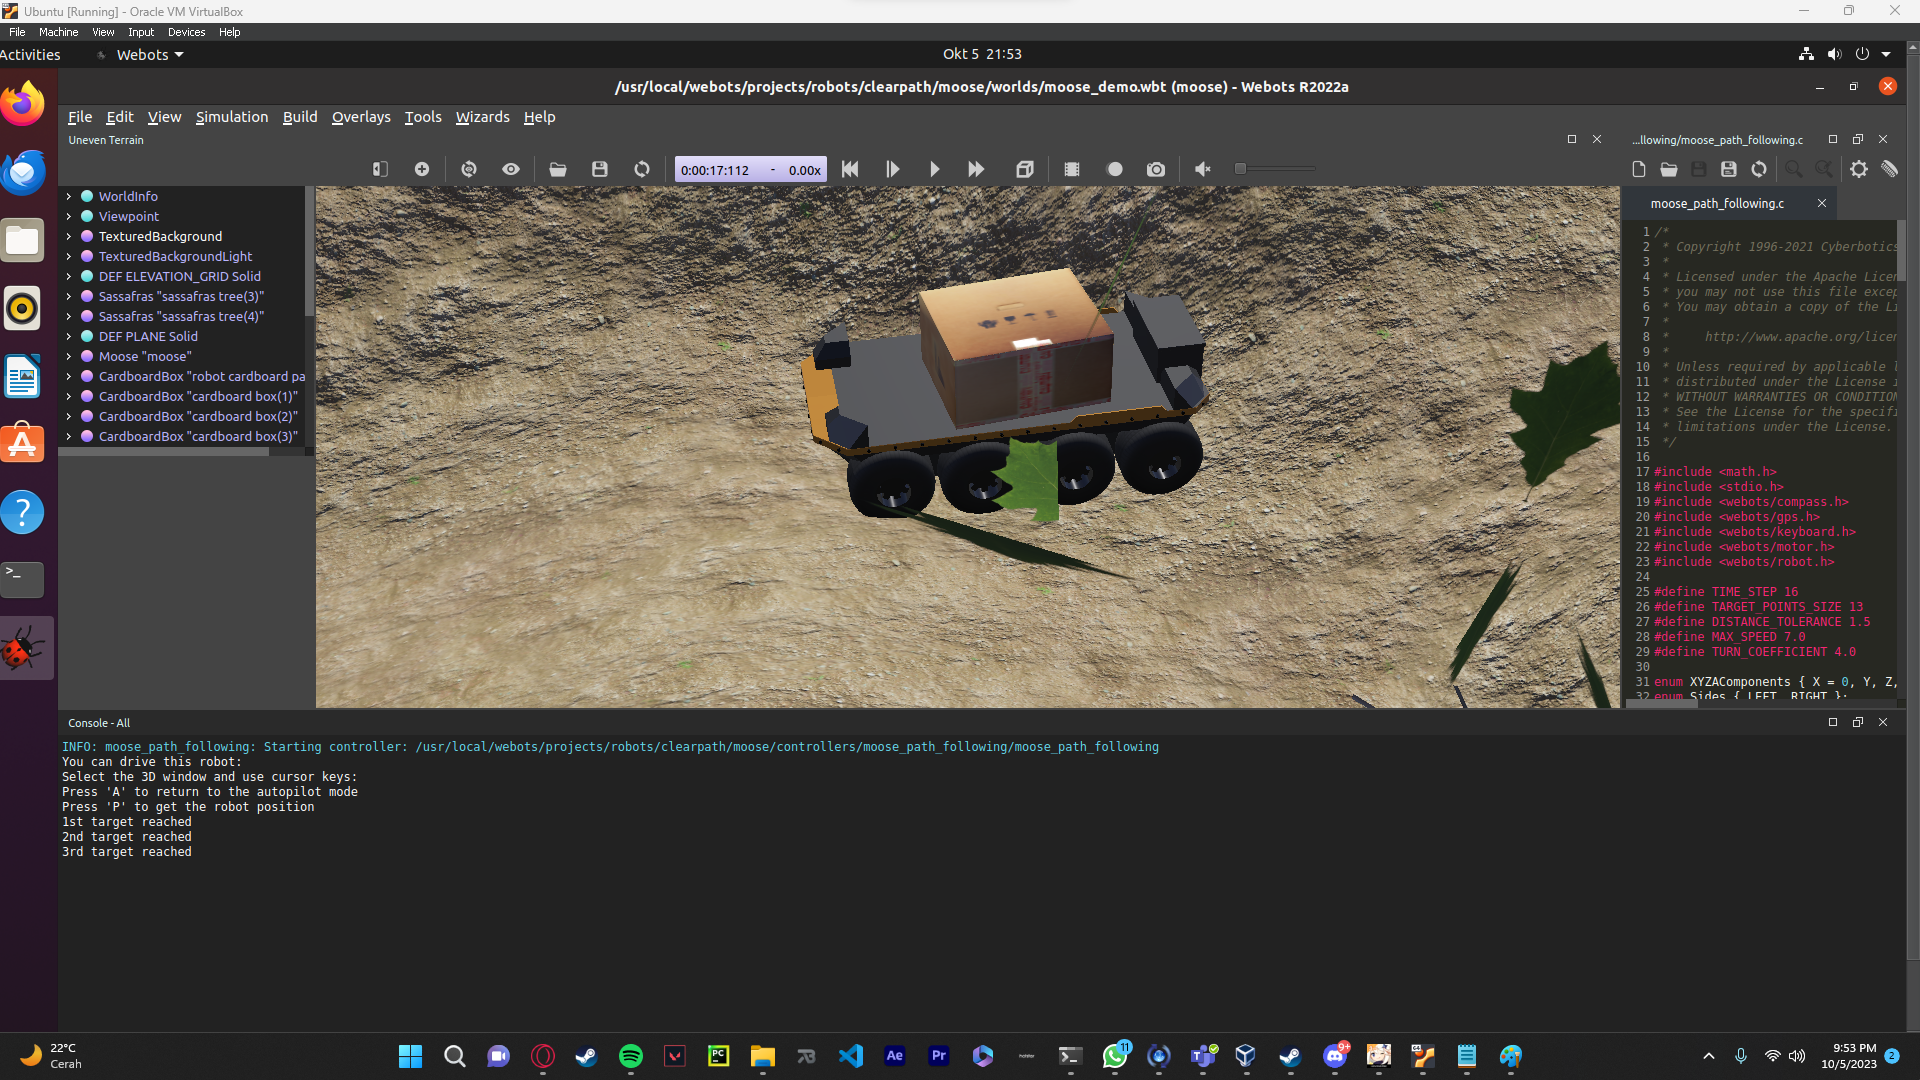 Ubuntu [Running] - Oracle VM VirtualBox
File Machine View Input Devices Help
Activities Webots Okt 5 21:53
/usr/local/webots/projects/robots/clearpath/moose/worlds/moose_demo.wbt (moose) - Webots R2022a
File Edit View Simulation Build Overlays Tools Wizards Help
Uneven Terrain
...llowing/moose_path_following.c
0:00:17:112 - 0.00x
WorldInfo
Viewpoint
TexturedBackground
TexturedBackgroundLight
DEF ELEVATION_GRID Solid
Sassafras "sassafras tree(3)"
Sassafras "sassafras tree(4)"
DEF PLANE Solid
Moose "moose"
CardboardBox "robot cardboard pa
CardboardBox "cardboard box(1)"
CardboardBox "cardboard box(2)"
CardboardBox "cardboard box(3)"
moose_path_following.c
1 /*
2 * Copyright 1996-2021 Cyberbotics
3 *
4 * Licensed under the Apache Licen
5 * you may not use this file excep
6 * You may obtain a copy of the Li
7 *
8 * http://www.apache.org/licen
9 *
10 * Unless required by applicable l
11 * distributed under the License i
12 * WITHOUT WARRANTIES OR CONDITION
13 * See the License for the specifi
14 * limitations under the License.
15 */
16
17 #include <math.h>
18 #include <stdio.h>
19 #include <webots/compass.h>
20 #include <webots/gps.h>
21 #include <webots/keyboard.h>
22 #include <webots/motor.h>
23 #include <webots/robot.h>
24
25 #define TIME_STEP 16
26 #define TARGET_POINTS_SIZE 13
27 #define DISTANCE_TOLERANCE 1.5
28 #define MAX_SPEED 7.0
29 #define TURN_COEFFICIENT 4.0
30
31 enum XYZAComponents { X = 0, Y, Z,
32 enum Sides { LEFT, RIGHT };
Console - All
INFO: moose_path_following: Starting controller: /usr/local/webots/projects/robots/clearpath/moose/controllers/moose_path_following/moose_path_following
You can drive this robot:
Select the 3D window and use cursor keys:
Press 'A' to return to the autopilot mode
Press 'P' to get the robot position
1st target reached
2nd target reached
3rd target reached
22°C
Cerah
PC
Ae
Pr
11
9+
9:53 PM
10/5/2023
2